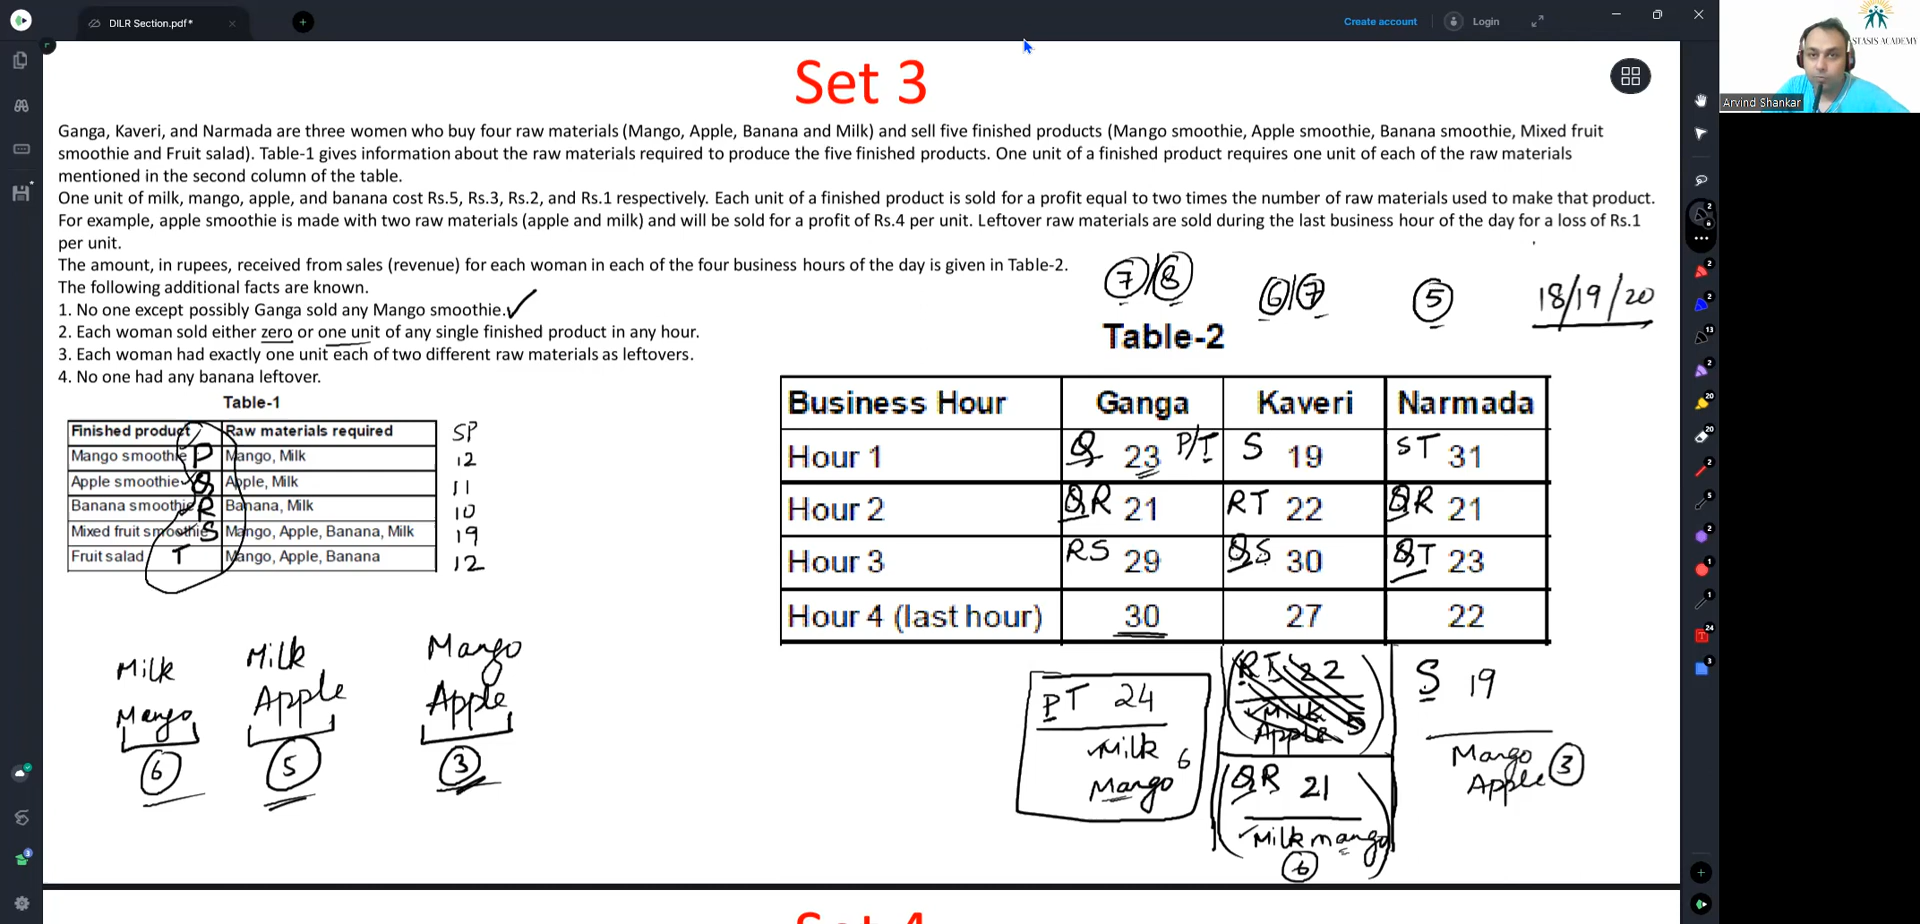 DILR Section.pdf*
Create account
Login
STASIS ACADEMY
Arvind Shankar
Set 3
Ganga, Kaveri, and Narmada are three women who buy four raw materials (Mango, Apple, Banana and Milk) and sell five finished products (Mango smoothie, Apple smoothie, Banana smoothie, Mixed fruit
smoothie and Fruit salad). Table-1 gives information about the raw materials required to produce the five finished products. One unit of a finished product requires one unit of each of the raw materials
mentioned in the second column of the table.
One unit of milk, mango, apple, and banana cost Rs.5, Rs.3, Rs.2, and Rs.1 respectively. Each unit of a finished product is sold for a profit equal to two times the number of raw materials used to make that product.
For example, apple smoothie is made with two raw materials (apple and milk) and will be sold for a profit of Rs.4 per unit. Leftover raw materials are sold during the last business hour of the day for a loss of Rs.1
per unit.
The amount, in rupees, received from sales (revenue) for each woman in each of the four business hours of the day is given in Table-2.
The following additional facts are known.
1. No one except possibly Ganga sold any Mango smoothie.
2. Each woman sold either zero or one unit of any single finished product in any hour.
3. Each woman had exactly one unit each of two different raw materials as leftovers.
4. No one had any banana leftover.
7/8 6/7 5 18/19/20
Table-1
Finished product Raw materials required SP
Mango smoothie P Mango, Milk 12
Apple smoothie Q Apple, Milk 11
Banana smoothie R Banana, Milk 10
Mixed fruit smoothie S Mango, Apple, Banana, Milk 19
Fruit salad T Mango, Apple, Banana 12
Table-2
Business Hour Ganga Kaveri Narmada
Hour 1 Q 23 P/T S 19 ST 31
Hour 2 QR 21 RT 22 QR 21
Hour 3 RS 29 QS 30 QT 23
Hour 4 (last hour) 30 27 22
Milk Mango 6
Milk Apple 5
Mango Apple 3
PT 24
Milk
Mango 6
RT 22
Milk
Apple 5
QR 21
Milk mango
6
S 19
Mango
Apple 3
Set 4